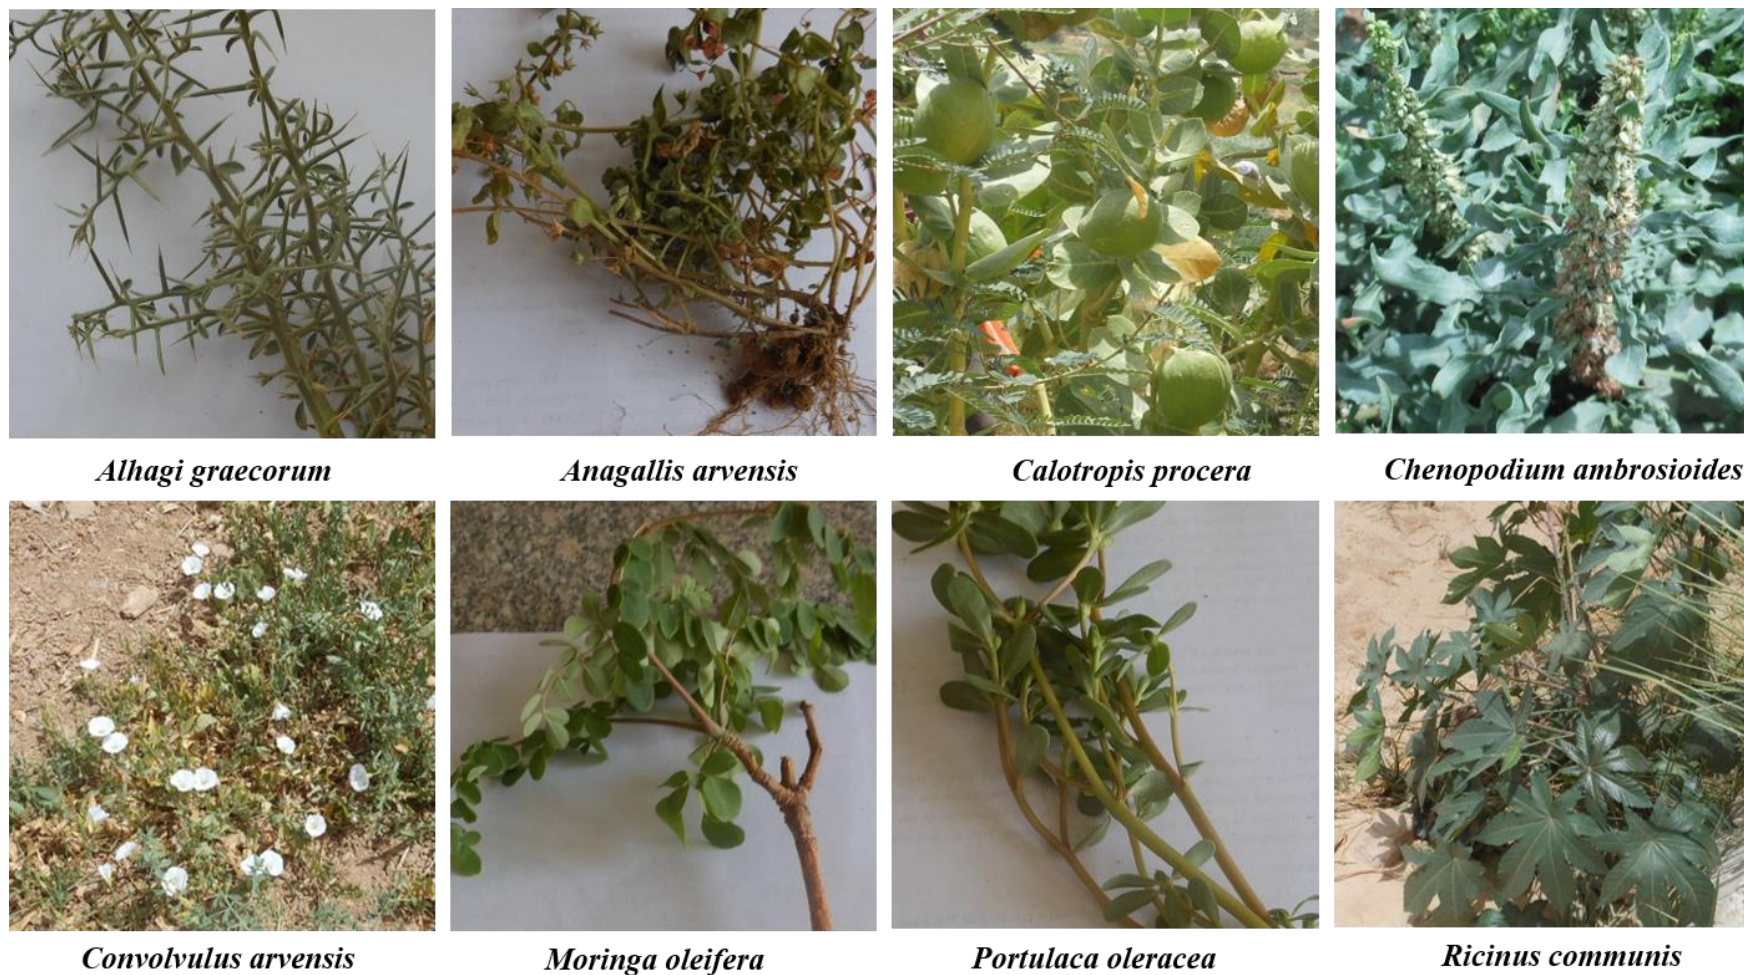 Alhagi graecorum
Anagallis arvensis
Calotropis procera
Chenopodium ambrosioides
Convolvulus arvensis
Moringa oleifera
Portulaca oleracea
Ricinus communis